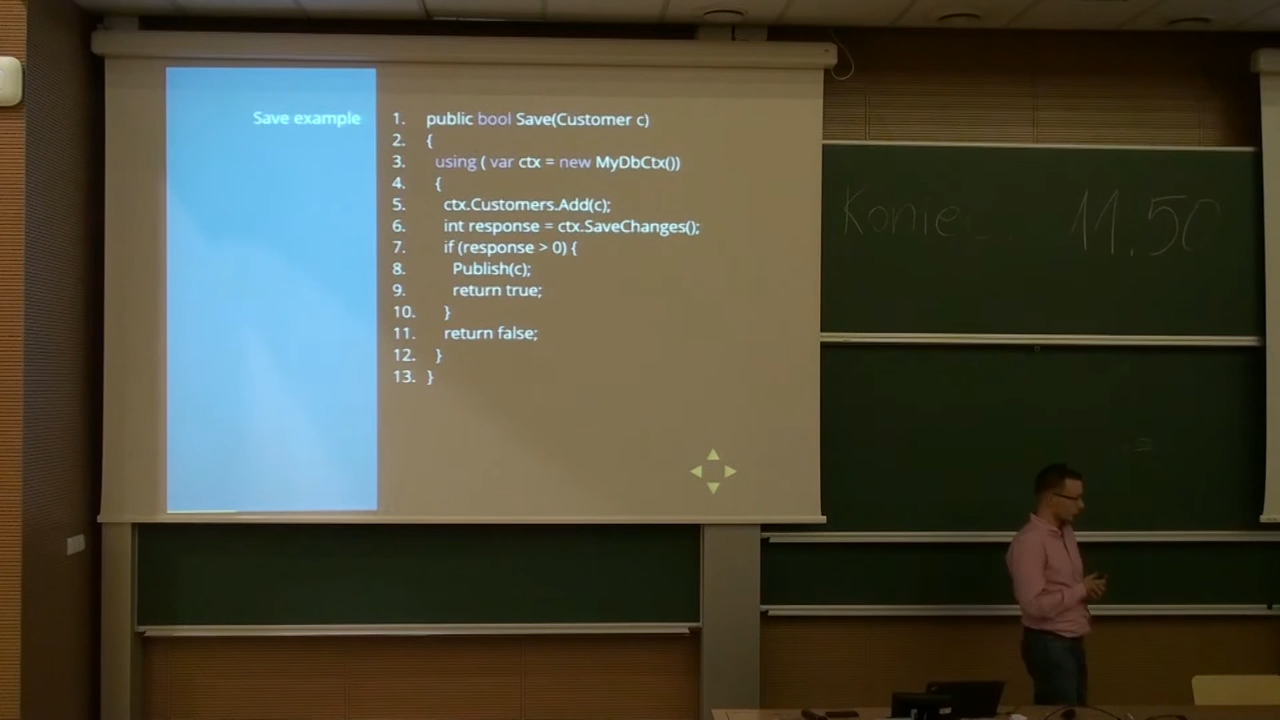 Save example
1. public bool Save(Customer c)
2. {
3. using ( var ctx = new MyDbCtx())
4. {
5. ctx.Customers.Add(c);
6. int response = ctx.SaveChanges();
7. if (response > 0) {
8. Publish(c);
9. return true;
10. }
11. return false;
12. }
13. }
Koniec 11.50